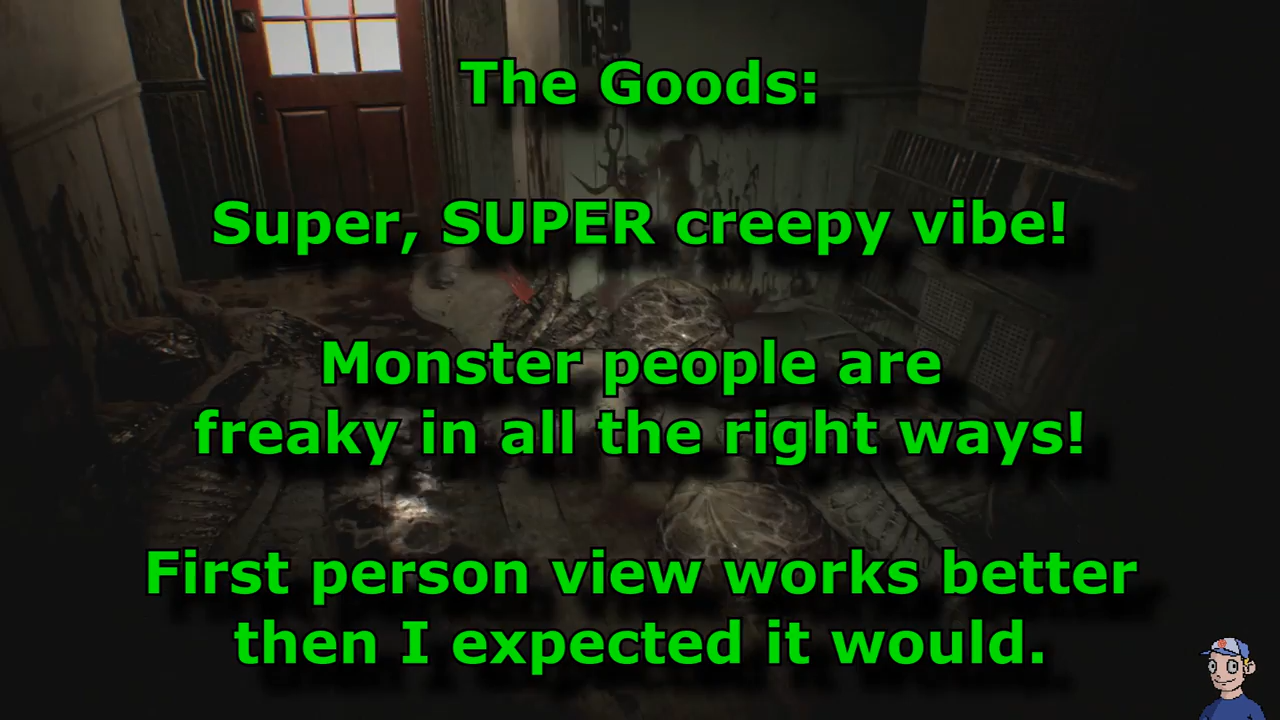 The Goods:
Super, SUPER creepy vibe!
Monster people are
freaky in all the right ways!
First person view works better
then I expected it would.